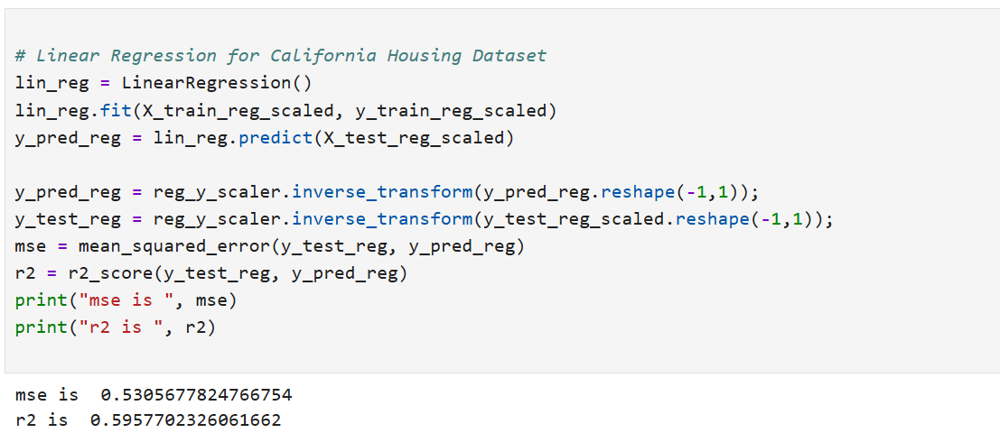 # Linear Regression for California Housing Dataset
lin_reg = LinearRegression()
lin_reg.fit(X_train_reg_scaled, y_train_reg_scaled)
y_pred_reg = lin_reg.predict(X_test_reg_scaled)
y_pred_reg = reg_y_scaler.inverse_transform(y_pred_reg.reshape(-1,1));
y_test_reg = reg_y_scaler.inverse_transform(y_test_reg_scaled.reshape(-1,1));
mse = mean_squared_error(y_test_reg, y_pred_reg)
r2 = r2_score(y_test_reg, y_pred_reg)
print("mse is ", mse)
print("r2 is ", r2)
mse is  0.5305677824766754
r2 is  0.5957702326061662